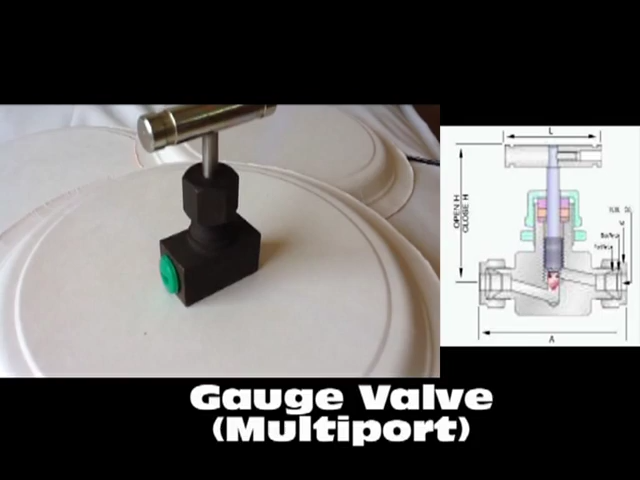 L
OPEN H
CLOSE H
A
Gauge Valve
(Multiport)